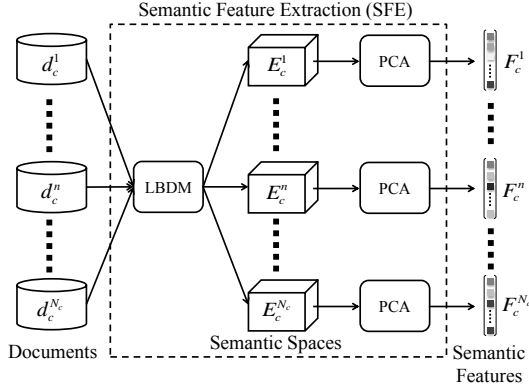 Semantic Feature Extraction (SFE)
d_c^1 E_c^1 PCA F_c^1
d_c^n LBDM E_c^n PCA F_c^n
d_c^{N_c} E_c^{N_c} PCA F_c^{N_c}
Documents Semantic Spaces Semantic
Features